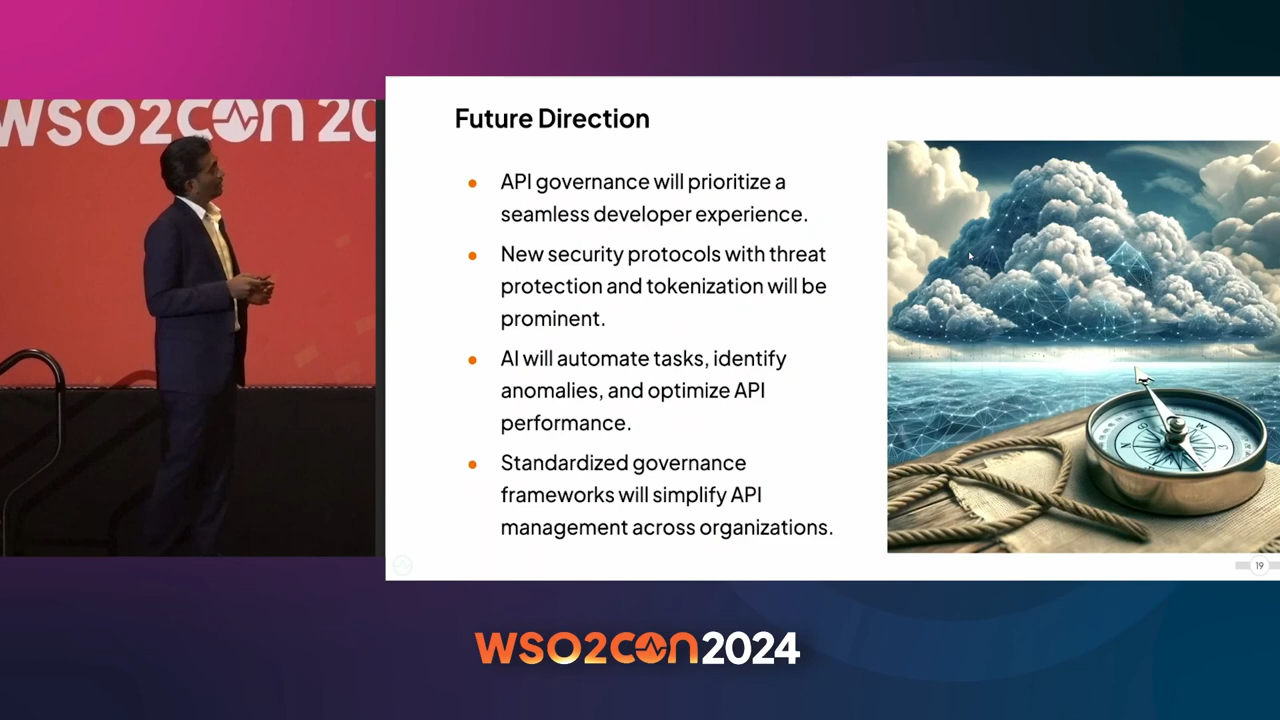 WSO2CON 20
Future Direction
API governance will prioritize a
seamless developer experience.
New security protocols with threat
protection and tokenization will be
prominent.
AI will automate tasks, identify
anomalies, and optimize API
performance.
Standardized governance
frameworks will simplify API
management across organizations.
N
W
S
19
WSO2CON 2024